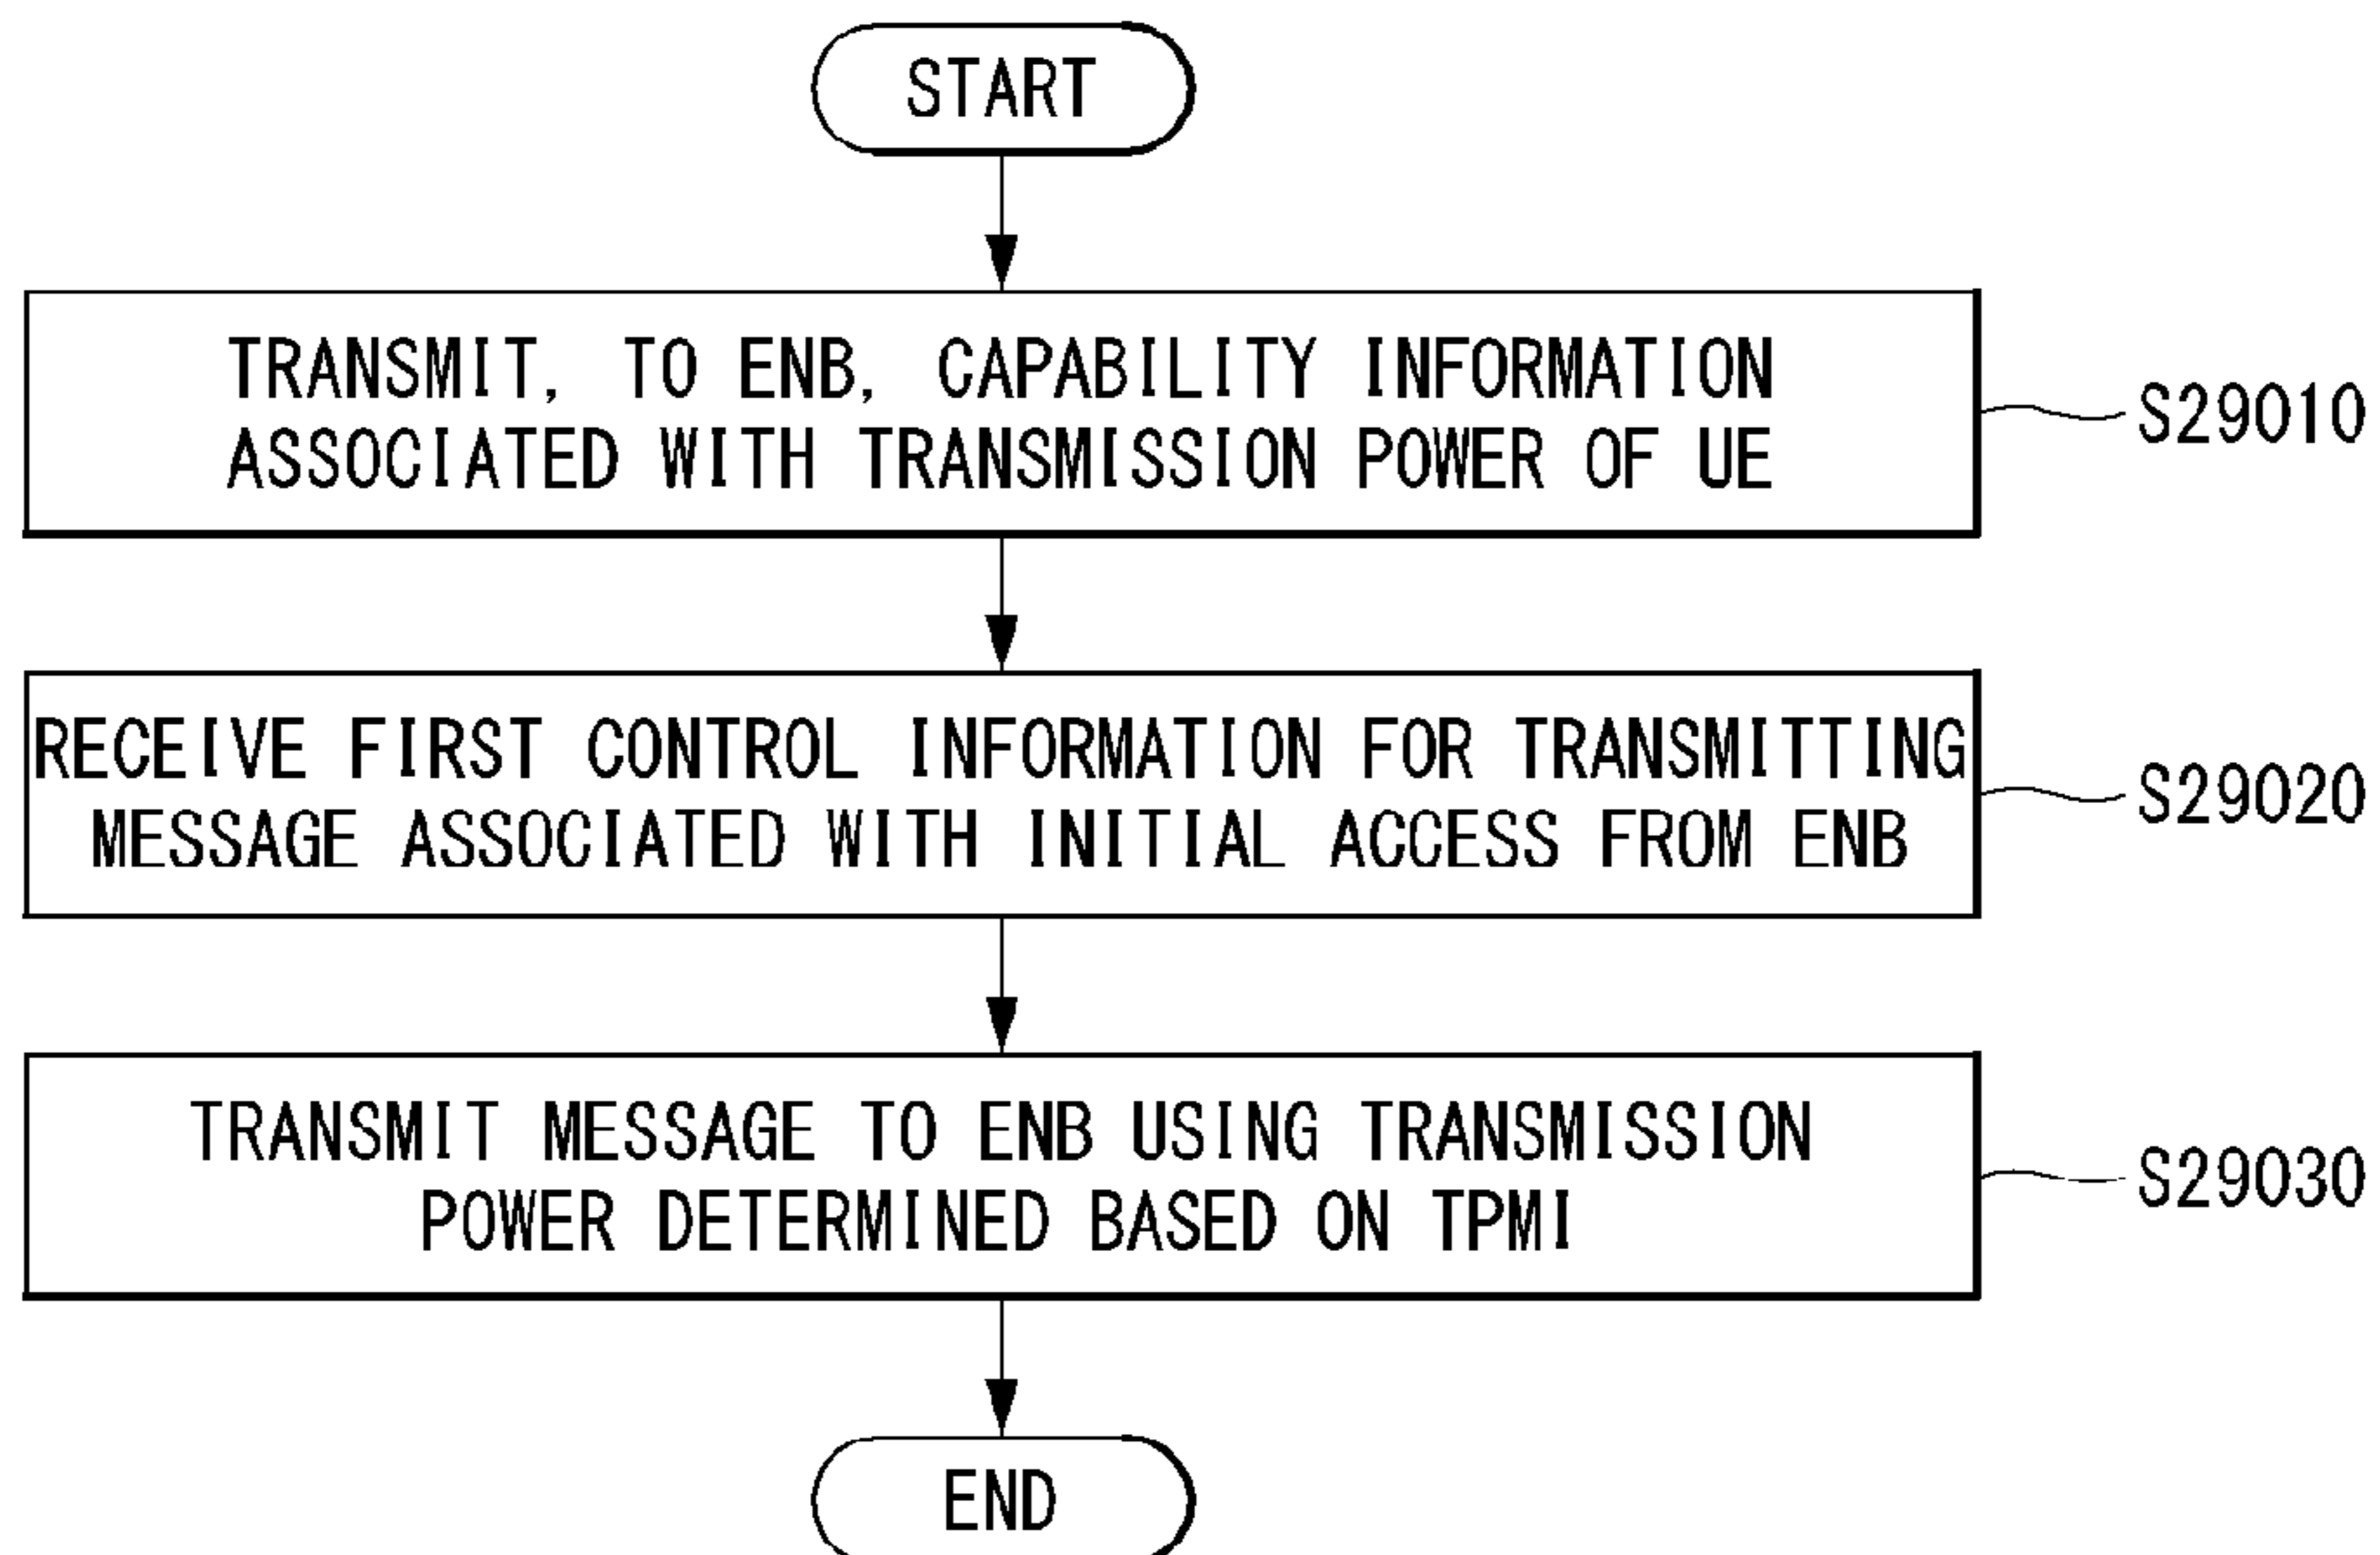 START
TRANSMIT, TO ENB, CAPABILITY INFORMATION
ASSOCIATED WITH TRANSMISSION POWER OF UE
S29010
RECEIVE FIRST CONTROL INFORMATION FOR TRANSMITTING
MESSAGE ASSOCIATED WITH INITIAL ACCESS FROM ENB
S29020
TRANSMIT MESSAGE TO ENB USING TRANSMISSION
POWER DETERMINED BASED ON TPMI
S29030
END